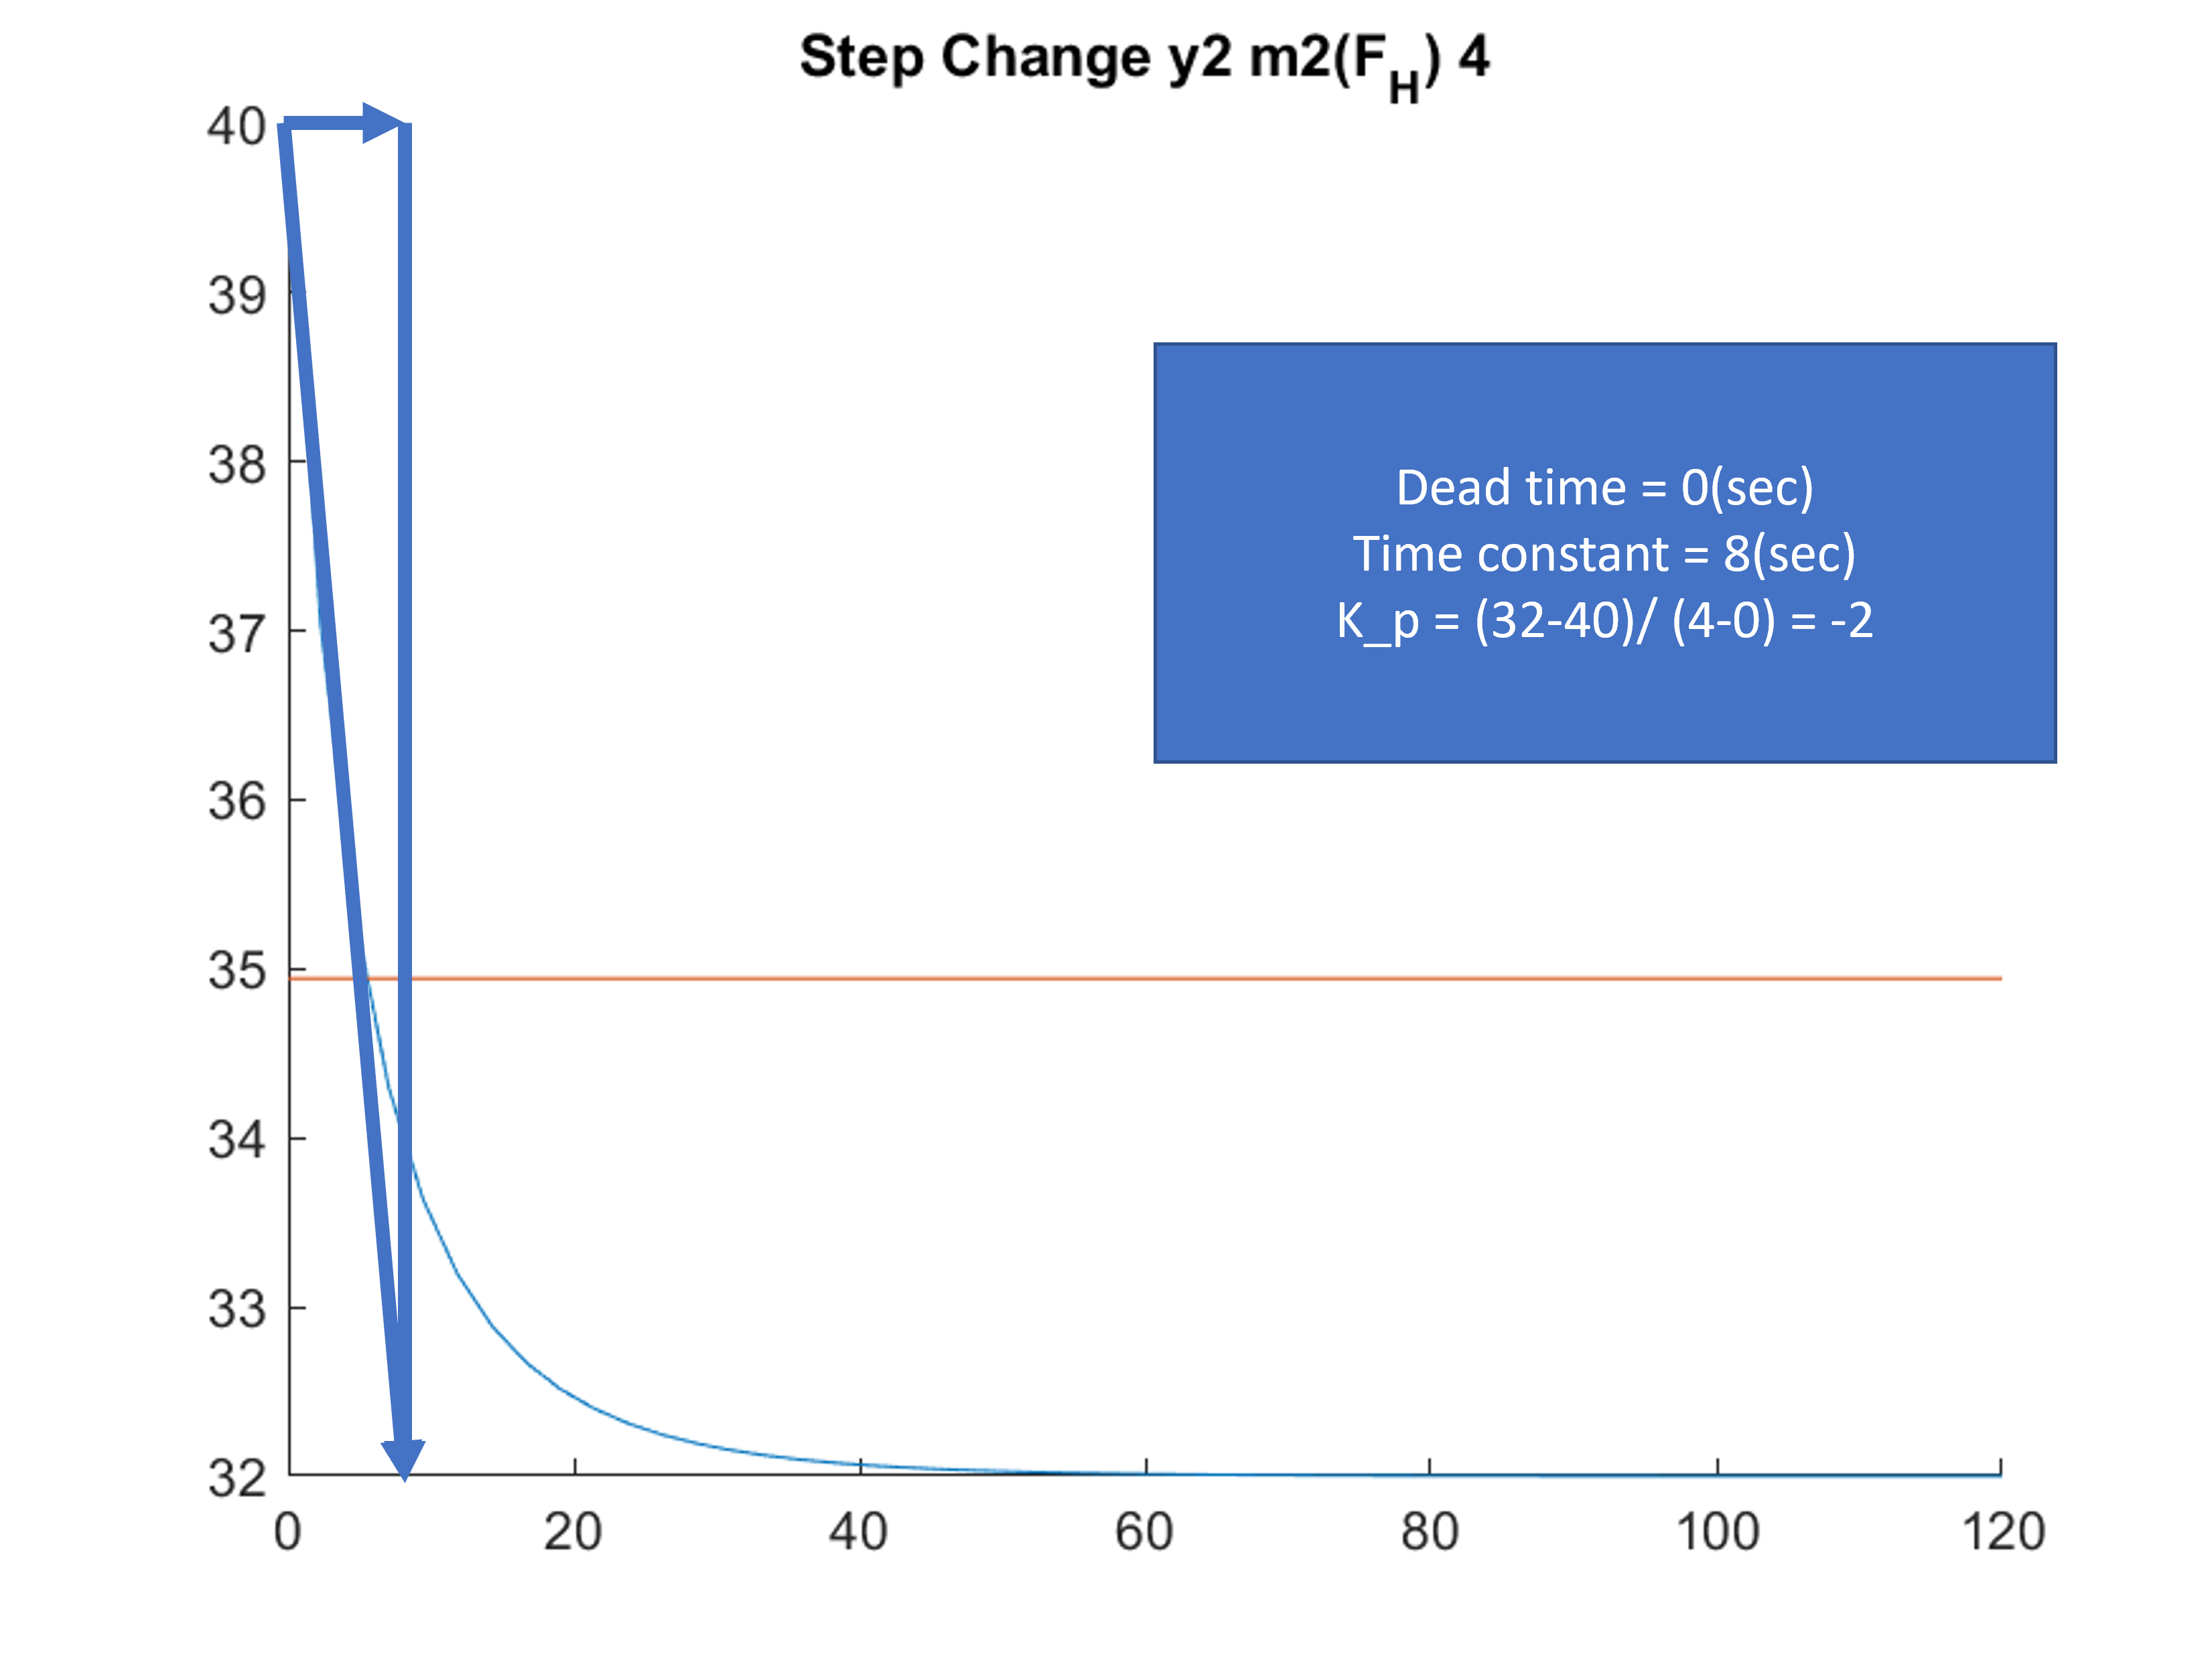 Step Change y2 m2(F_H) 4
40
39
38
37
36
35
34
33
32
0 20 40 60 80 100 120
Dead time = 0(sec)
Time constant = 8(sec)
K_p = (32-40)/ (4-0) = -2